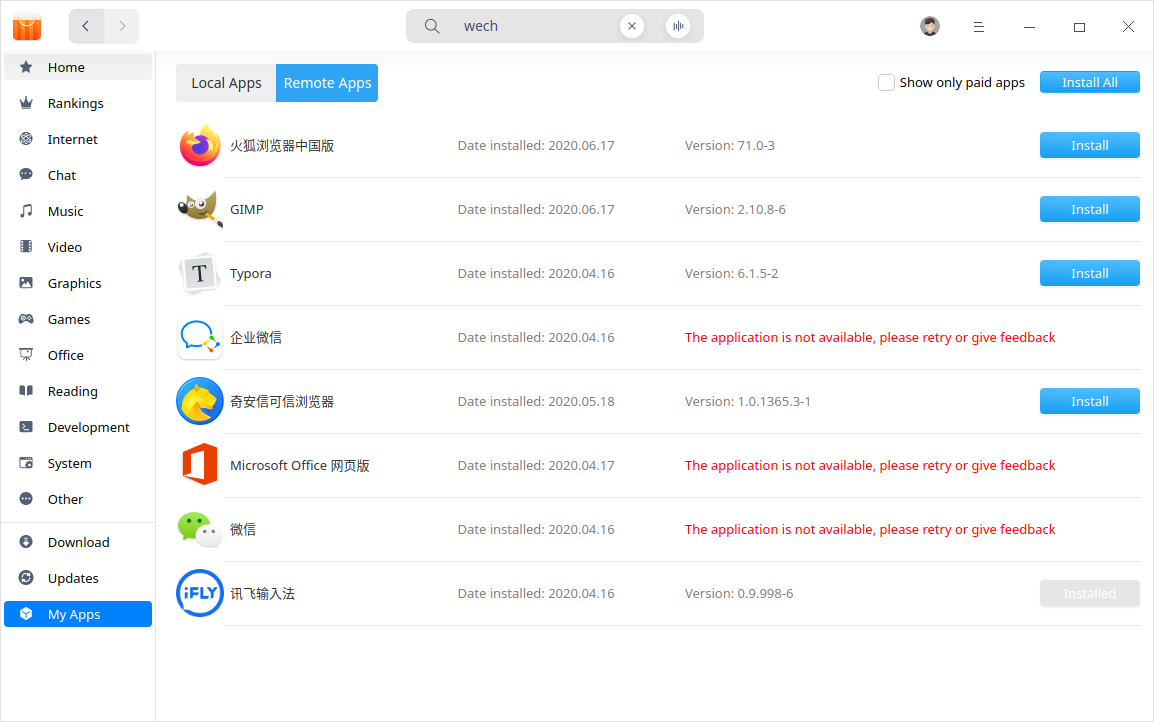 wech
Home
Rankings
Internet
Chat
Music
Video
Graphics
Games
Office
Reading
Development
System
Other
Download
Updates
My Apps
Local Apps
Remote Apps
Show only paid apps
Install All
火狐浏览器中国版
Date installed: 2020.06.17
Version: 71.0-3
Install
GIMP
Date installed: 2020.06.17
Version: 2.10.8-6
Install
T
Typora
Date installed: 2020.04.16
Version: 6.1.5-2
Install
企业微信
Date installed: 2020.04.16
The application is not available, please retry or give feedback
奇安信可信浏览器
Date installed: 2020.05.18
Version: 1.0.1365.3-1
Install
Microsoft Office 网页版
Date installed: 2020.04.17
The application is not available, please retry or give feedback
微信
Date installed: 2020.04.16
The application is not available, please retry or give feedback
iFLY
讯飞输入法
Date installed: 2020.04.16
Version: 0.9.998-6
Installed